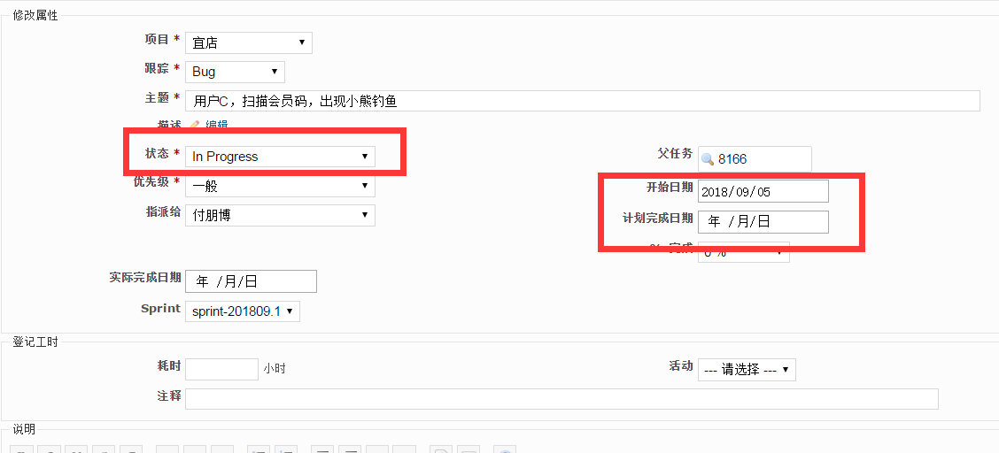 修改属性
项目 * 宜店
跟踪 * Bug
主题 * 用户C，扫描会员码，出现小熊钓鱼
描述 编辑
状态 * In Progress
父任务 8166
优先级 * 一般
开始日期 2018/09/05
指派给 付朋博
计划完成日期 年 /月/日
% 完成 0 %
实际完成日期 年 /月/日
Sprint sprint-201809.1
登记工时
耗时 小时
活动 --- 请选择 ---
注释
说明